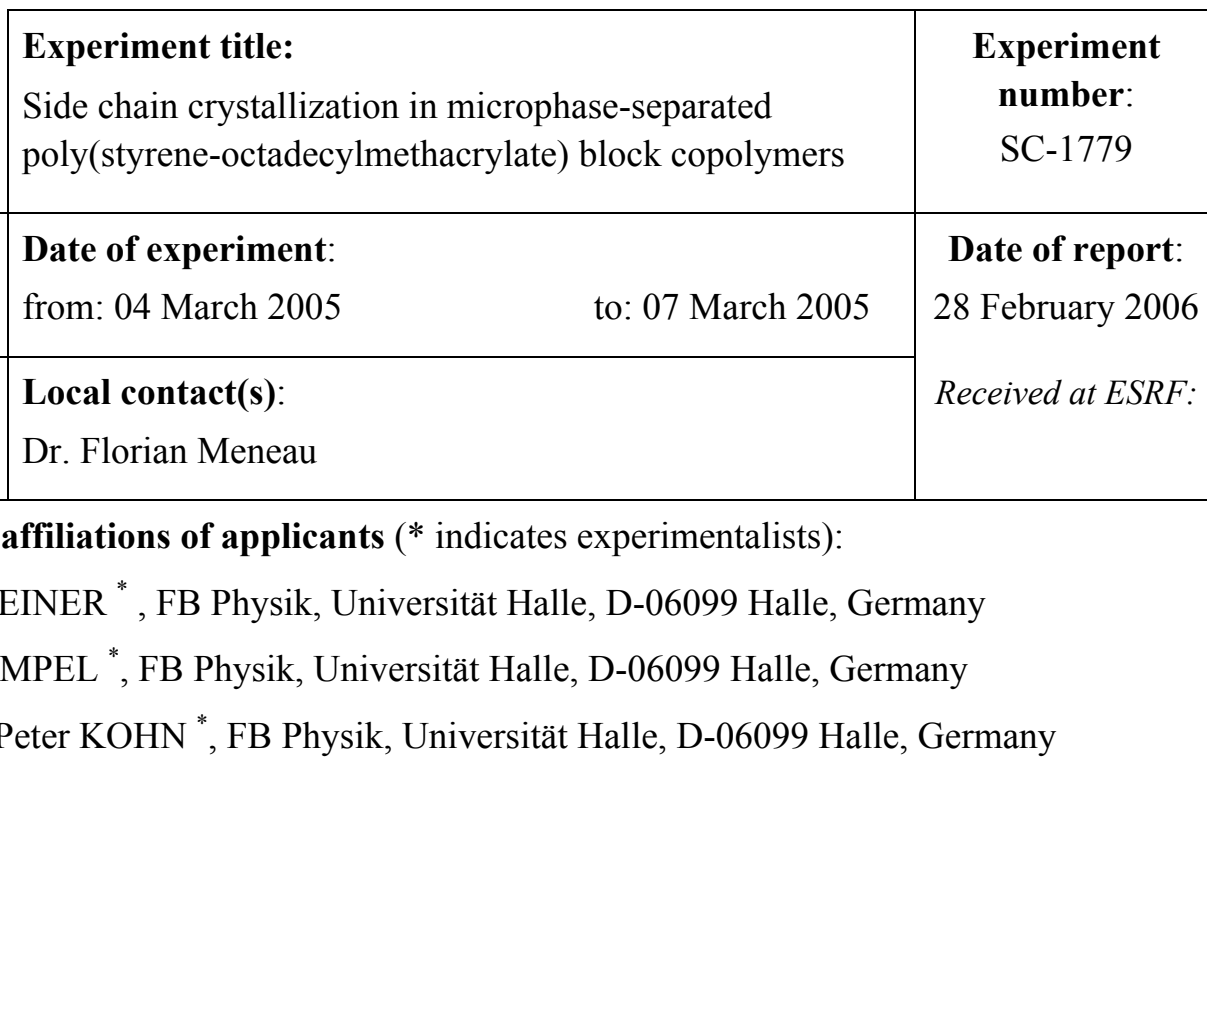 Experiment title:
Side chain crystallization in microphase-separated
poly(styrene-octadecylmethacrylate) block copolymers
Experiment
number:
SC-1779
Date of experiment:
from: 04 March 2005 to: 07 March 2005
Date of report:
28 February 2006
Local contact(s):
Dr. Florian Meneau
Received at ESRF:
affiliations of applicants (* indicates experimentalists):
EINER * , FB Physik, Universität Halle, D-06099 Halle, Germany
MPEL *, FB Physik, Universität Halle, D-06099 Halle, Germany
Peter KOHN *, FB Physik, Universität Halle, D-06099 Halle, Germany